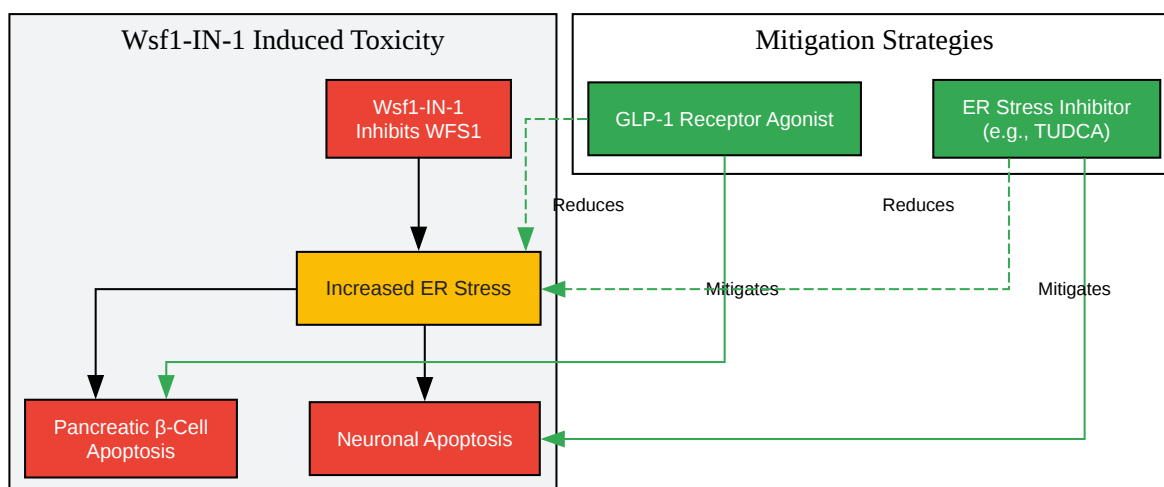 Wsf1-IN-1 Induced Toxicity
Mitigation Strategies
Wsf1-IN-1
Inhibits WFS1
GLP-1 Receptor Agonist
ER Stress Inhibitor
(e.g., TUDCA)
Reduces
Reduces
Increased ER Stress
Mitigates
Mitigates
Pancreatic β-Cell
Apoptosis
Neuronal Apoptosis